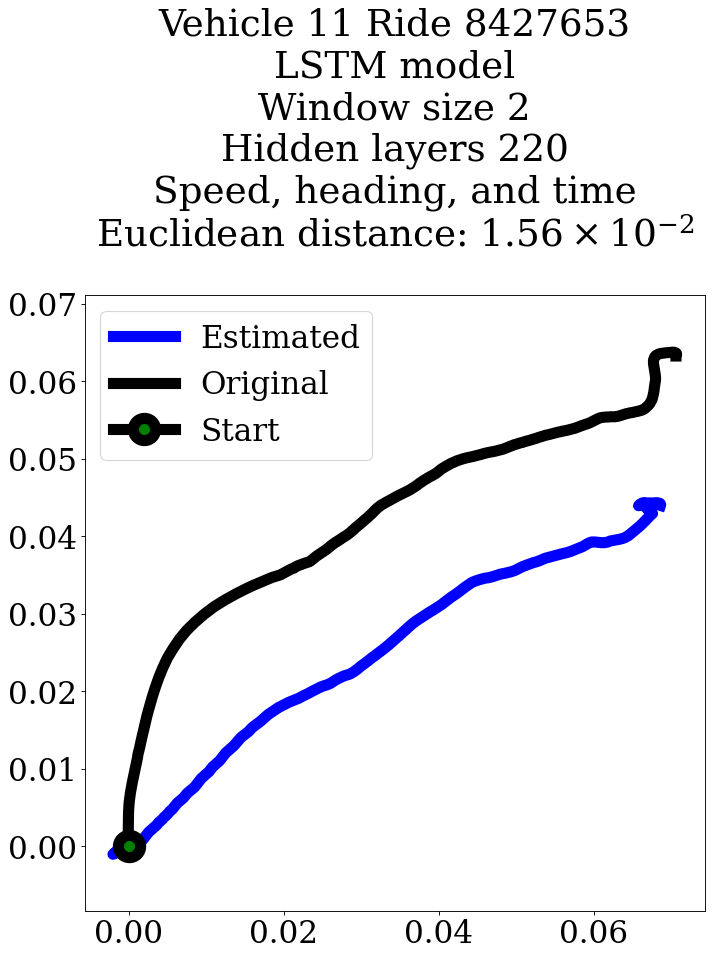 Vehicle 11 Ride 8427653
LSTM model
Window size 2
Hidden layers 220
Speed, heading, and time
Euclidean distance: 1.56 × 10⁻²
0.07
0.06
0.05
0.04
0.03
0.02
0.01
0.00
Estimated
Original
Start
0.00 0.02 0.04 0.06